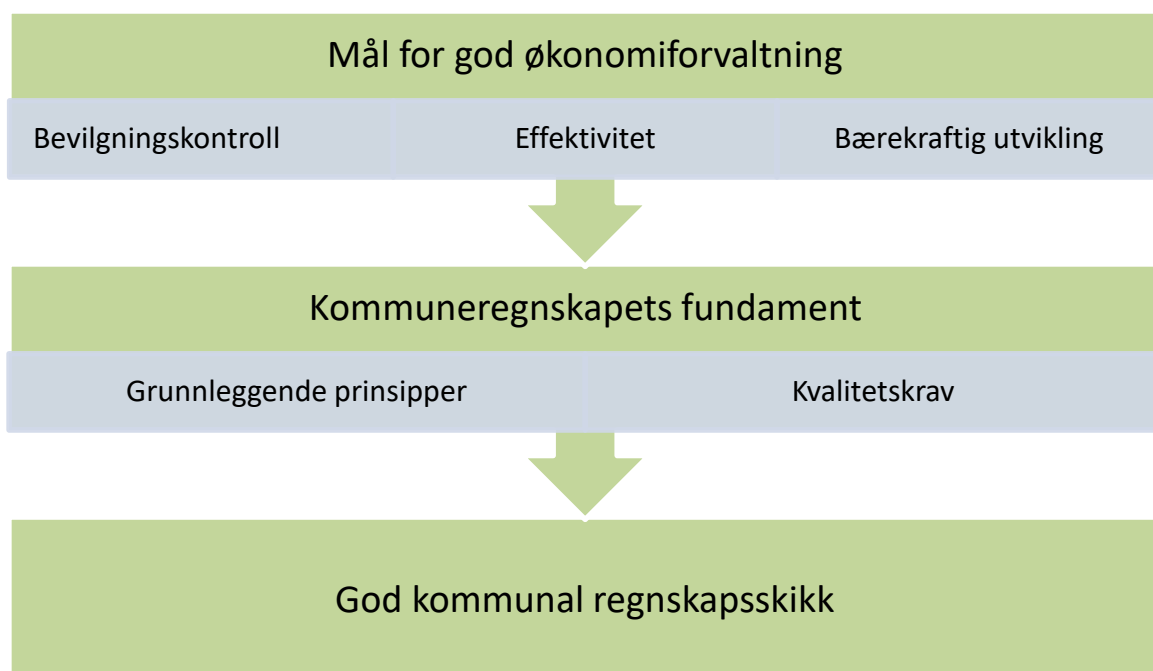 Mål for god økonomiforvaltning
Bevilgningskontroll
Effektivitet
Bærekraftig utvikling
Kommuneregnskapets fundament
Grunnleggende prinsipper
Kvalitetskrav
God kommunal regnskapsskikk